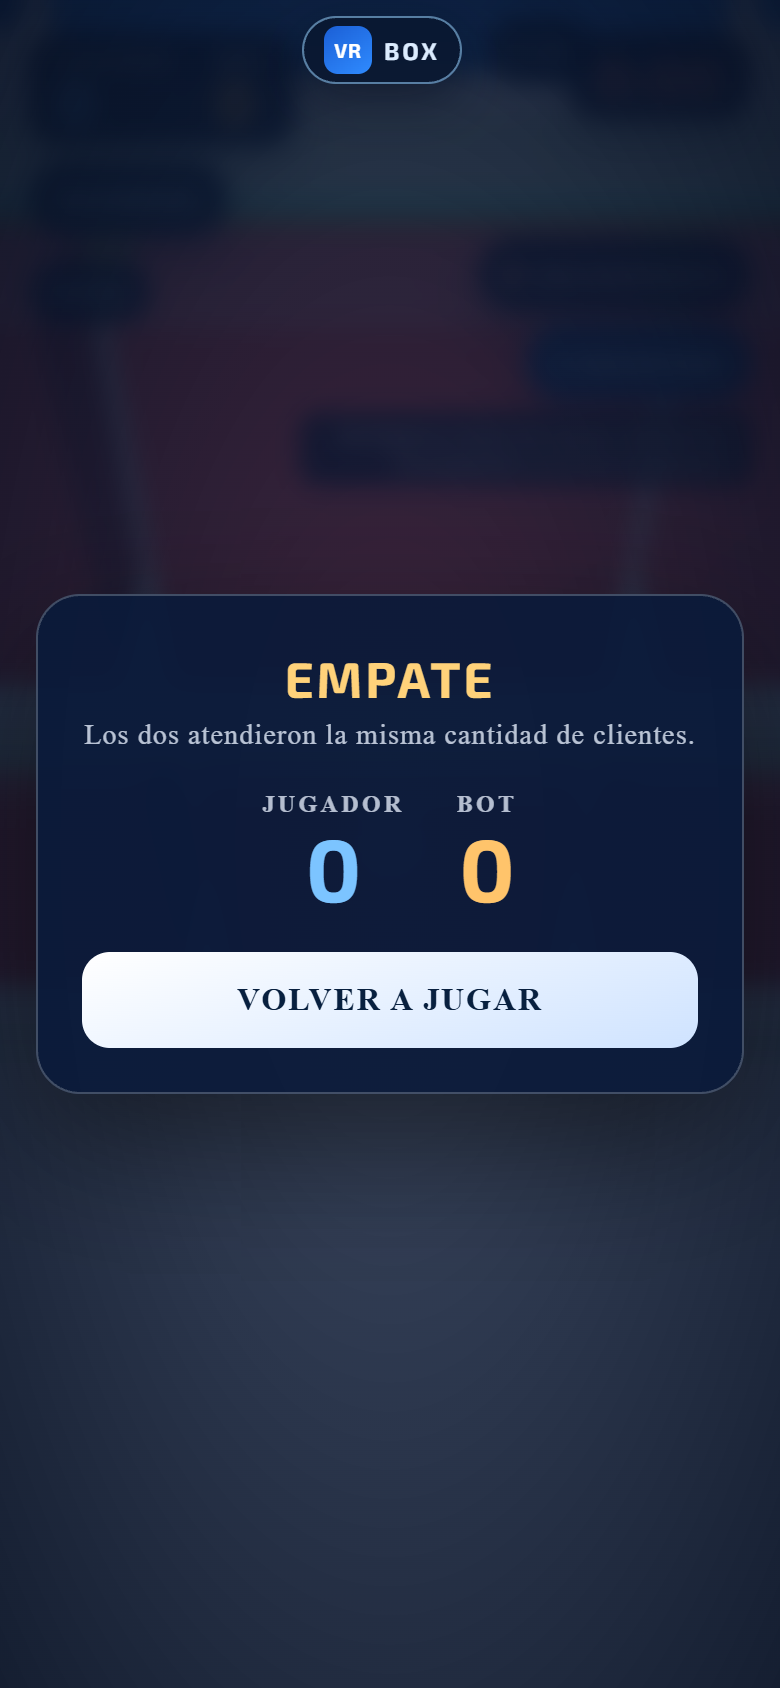 VR BOX
EMPATE
Los dos atendieron la misma cantidad de clientes.
JUGADOR BOT
0 0
VOLVER A JUGAR